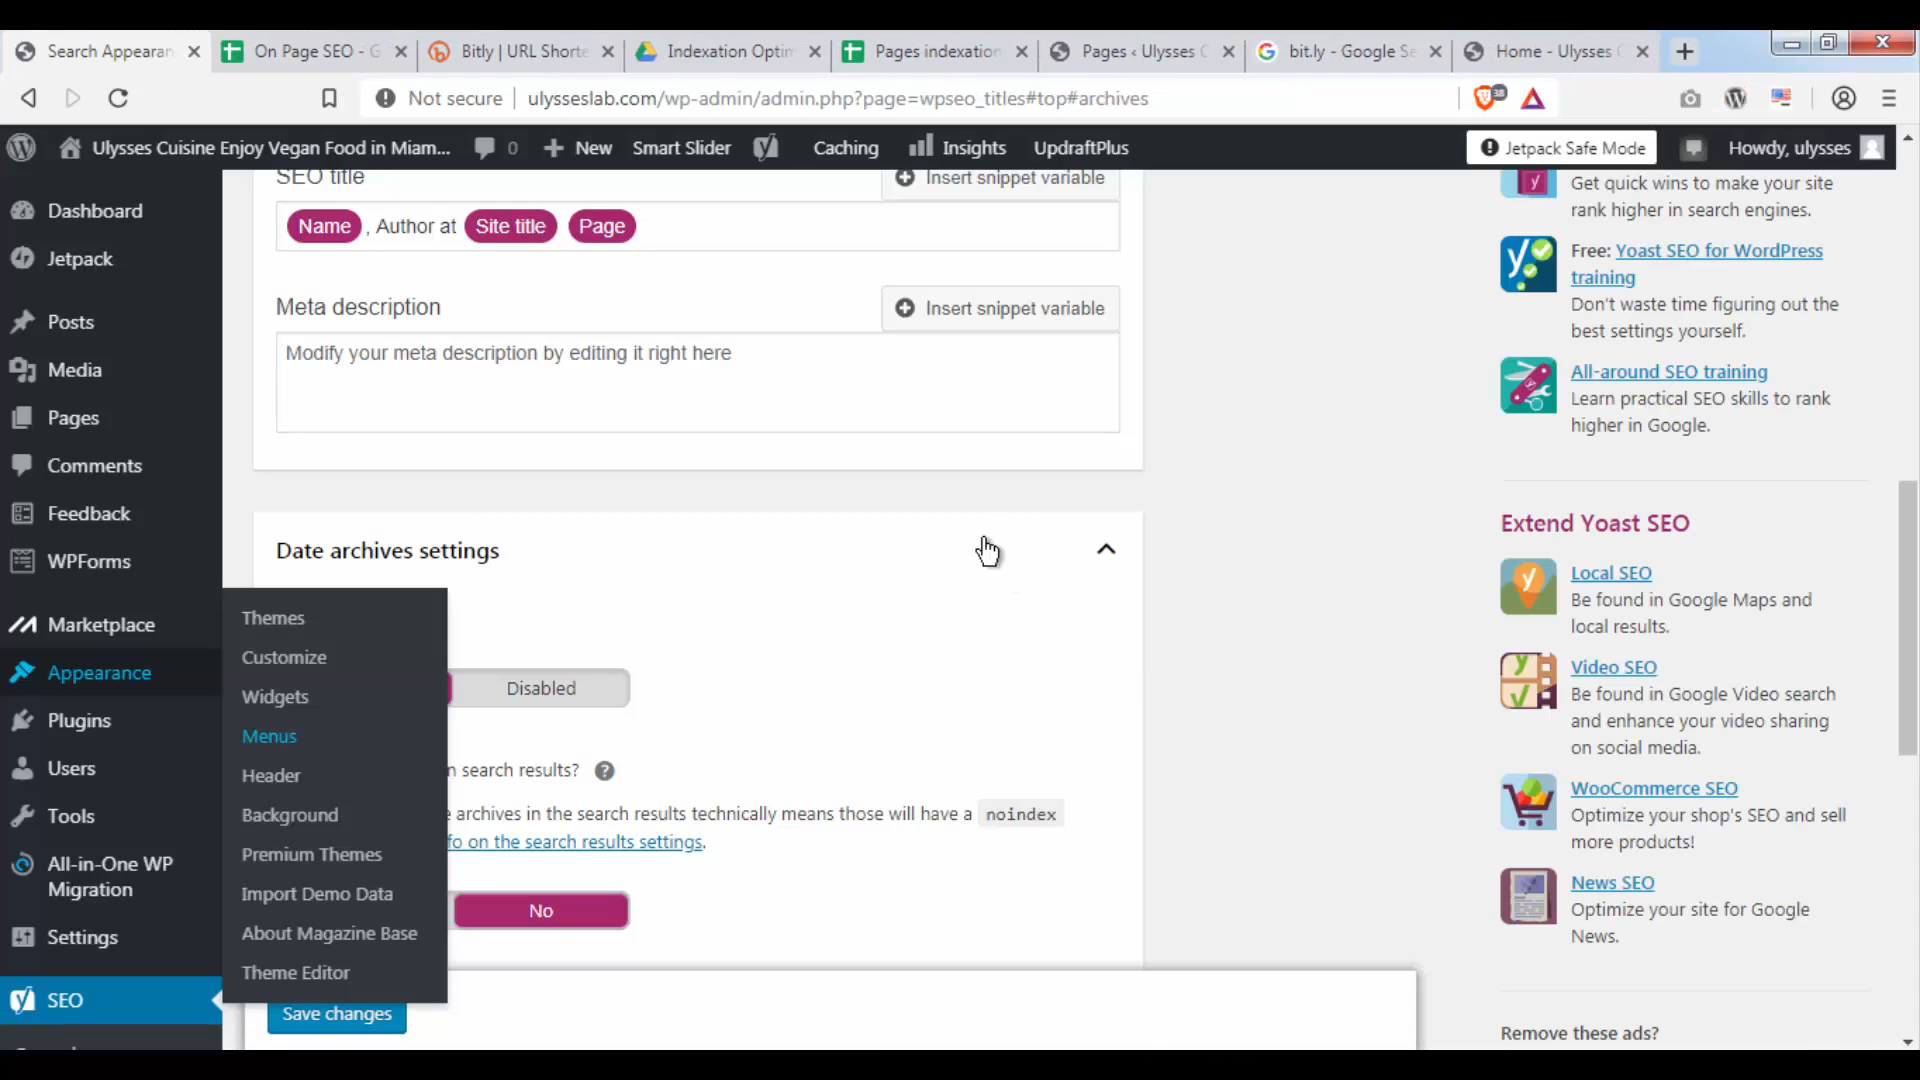 Search Appearan
On Page SEO - G
Bitly | URL Shorte
Indexation Optim
Pages indexation
Pages ‹ Ulysses C
bit.ly - Google Se
Home - Ulysses C
Not secure
ulysseslab.com/wp-admin/admin.php?page=wpseo_titles#top#archives
38
Ulysses Cuisine Enjoy Vegan Food in Miam...
0
New
Smart Slider
Caching
Insights
UpdraftPlus
Jetpack Safe Mode
Howdy, ulysses
Dashboard
Jetpack
Posts
Media
Pages
Comments
Feedback
WPForms
Marketplace
Appearance
Plugins
Users
Tools
All-in-One WP
Migration
Settings
SEO
Themes
Customize
Widgets
Menus
Header
Background
Premium Themes
Import Demo Data
About Magazine Base
Theme Editor
SEO title
Insert snippet variable
Name , Author at Site title Page
Meta description
Insert snippet variable
Modify your meta description by editing it right here
Date archives settings
Disabled
n search results?
archives in the search results technically means those will have a noindex
fo on the search results settings.
No
Save changes
Get quick wins to make your site
rank higher in search engines.
Free: Yoast SEO for WordPress
training
Don't waste time figuring out the
best settings yourself.
All-around SEO training
Learn practical SEO skills to rank
higher in Google.
Extend Yoast SEO
Local SEO
Be found in Google Maps and
local results.
Video SEO
Be found in Google Video search
and enhance your video sharing
on social media.
WooCommerce SEO
Optimize your shop's SEO and sell
more products!
News SEO
Optimize your site for Google
News.
Remove these ads?